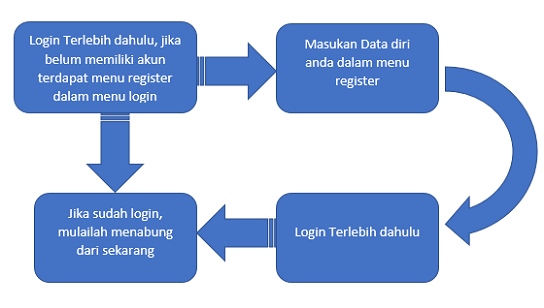 Login Terlebih dahulu, jika
belum memiliki akun
terdapat menu register
dalam menu login
Masukan Data diri
anda dalam menu
register
Jika sudah login,
mulailah menabung
dari sekarang
Login Terlebih dahulu